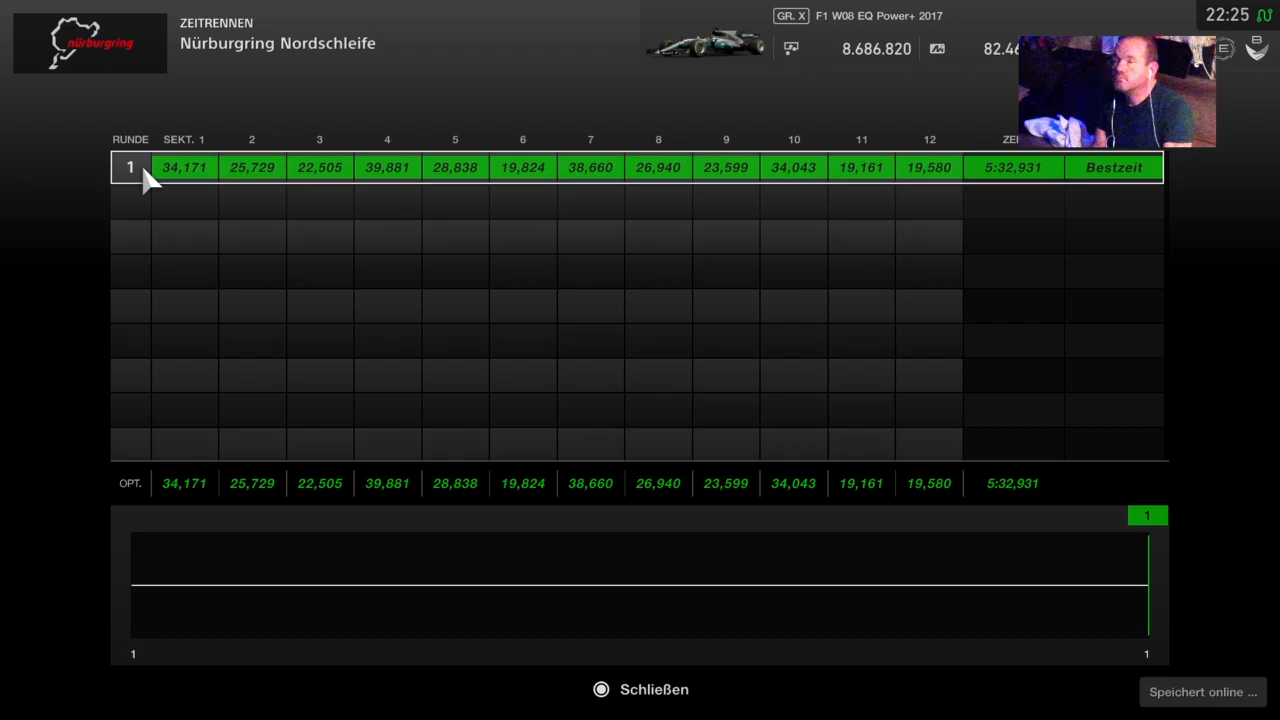 ZEITRENNEN
Nürburgring Nordschleife
nürburgring
GR. X F1 W08 EQ Power+ 2017
8.686.820 82.46
22:25
E B
RUNDE SEKT. 1 2 3 4 5 6 7 8 9 10 11 12
1 34,171 25,729 22,505 39,881 28,838 19,824 38,660 26,940 23,599 34,043 19,161 19,580 5:32,931 Bestzeit
OPT. 34,171 25,729 22,505 39,881 28,838 19,824 38,660 26,940 23,599 34,043 19,161 19,580 5:32,931
1
1 1
Schließen
Speichert online ...